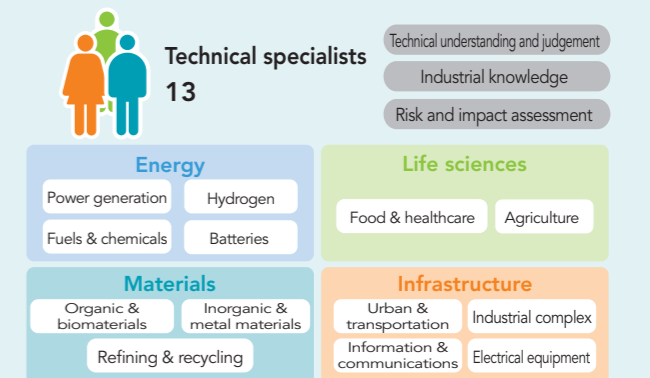 Technical specialists
13
Technical understanding and judgement
Industrial knowledge
Risk and impact assessment
Energy
Power generation
Hydrogen
Fuels & chemicals
Batteries
Life sciences
Food & healthcare
Agriculture
Materials
Organic &
biomaterials
Inorganic &
metal materials
Refining & recycling
Infrastructure
Urban &
transportation
Industrial complex
Information &
communications
Electrical equipment